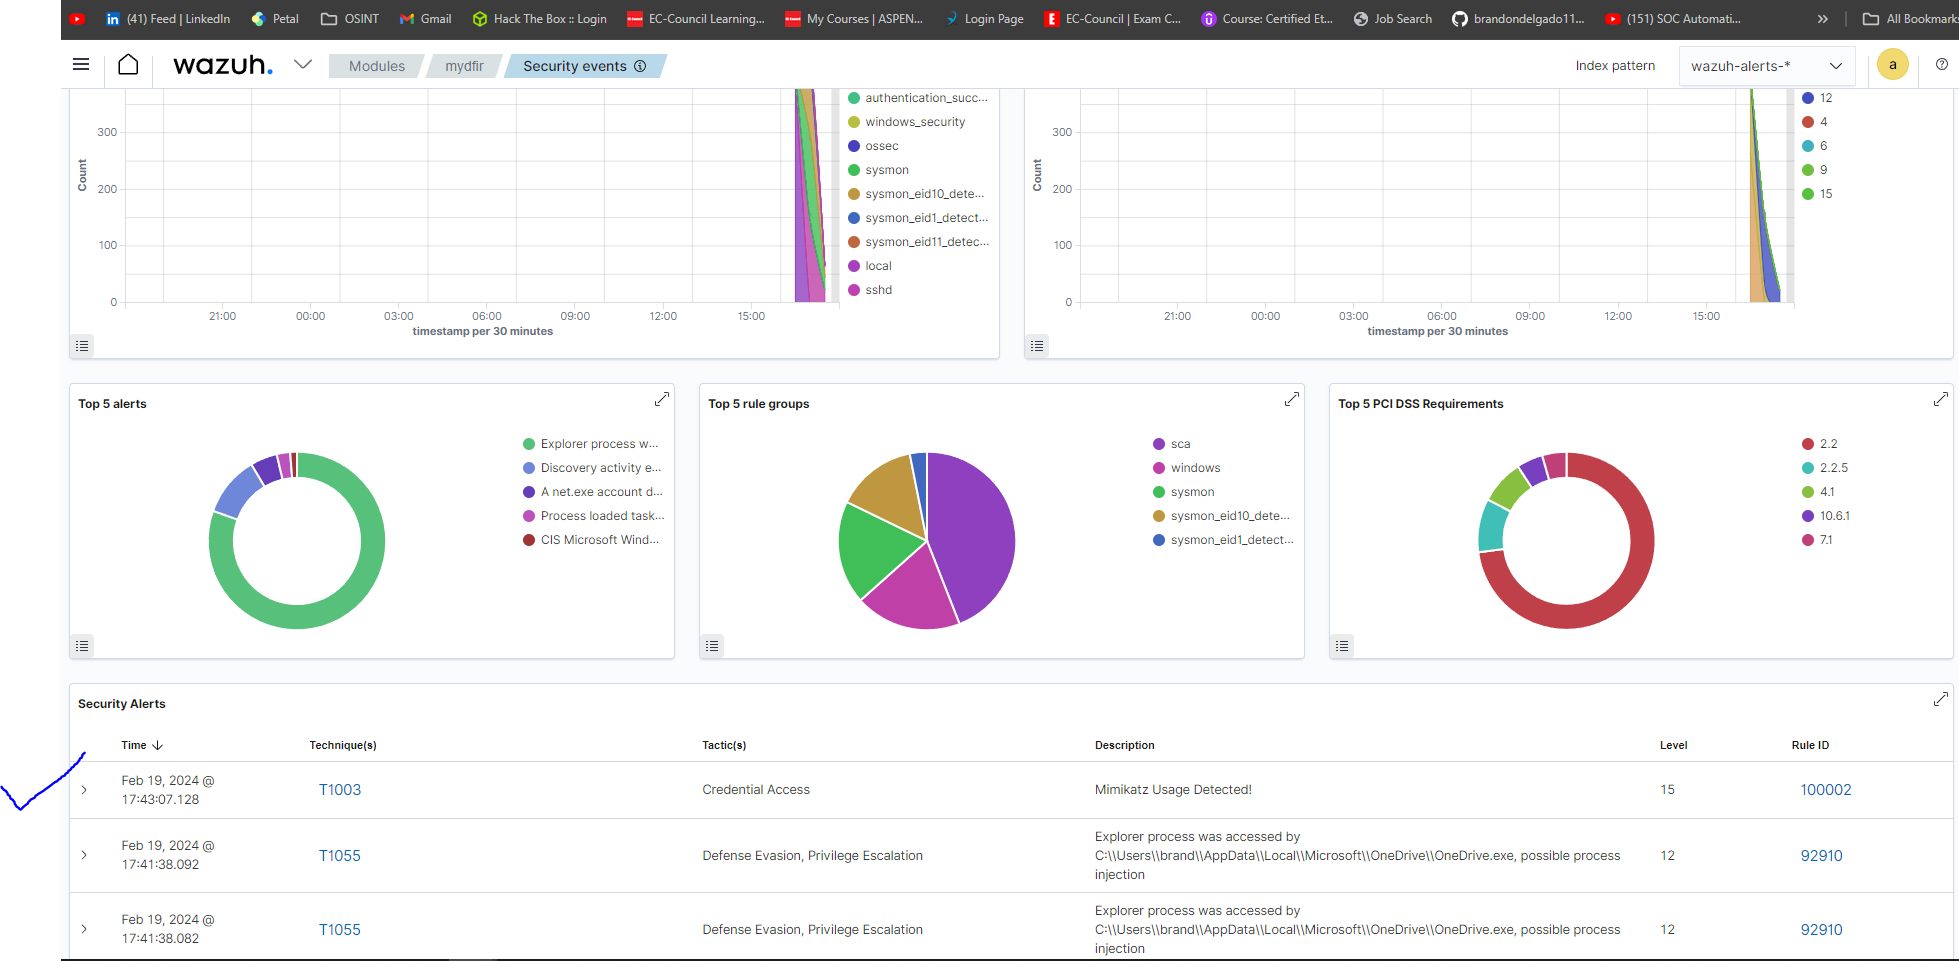 (41) Feed | LinkedIn Petal OSINT Gmail Hack The Box :: Login EC-Council Learning... My Courses | ASPEN... Login Page EC-Council | Exam C... Course: Certified Et... Job Search brandondelgado11... (151) SOC Automati... » All Bookmarks
wazuh. Modules mydfir Security events Index pattern wazuh-alerts-* a
Count
300
200
100
0
21:00 00:00 03:00 06:00 09:00 12:00 15:00
timestamp per 30 minutes
authentication_succ...
windows_security
ossec
sysmon
sysmon_eid10_dete...
sysmon_eid1_detect...
sysmon_eid11_detec...
local
sshd
Count
300
200
100
0
21:00 00:00 03:00 06:00 09:00 12:00 15:00
timestamp per 30 minutes
12
4
6
9
15
Top 5 alerts
Explorer process w...
Discovery activity e...
A net.exe account d...
Process loaded task...
CIS Microsoft Wind...
Top 5 rule groups
sca
windows
sysmon
sysmon_eid10_dete...
sysmon_eid1_detect...
Top 5 PCI DSS Requirements
2.2
2.2.5
4.1
10.6.1
7.1
Security Alerts
Time Technique(s) Tactic(s) Description Level Rule ID
Feb 19, 2024 @
17:43:07.128
T1003 Credential Access Mimikatz Usage Detected! 15 100002
Feb 19, 2024 @
17:41:38.092
T1055 Defense Evasion, Privilege Escalation
Explorer process was accessed by
C:\\Users\\brand\\AppData\\Local\\Microsoft\\OneDrive\\OneDrive.exe, possible process
injection
12 92910
Feb 19, 2024 @
17:41:38.082
T1055 Defense Evasion, Privilege Escalation
Explorer process was accessed by
C:\\Users\\brand\\AppData\\Local\\Microsoft\\OneDrive\\OneDrive.exe, possible process
injection
12 92910